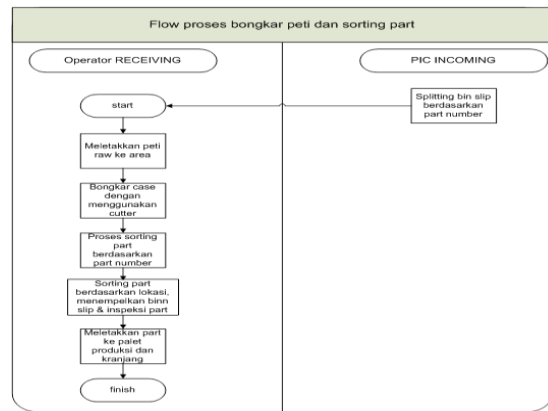 Flow proses bongkar peti dan sorting part
Operator RECEIVING
PIC INCOMING
start
Splitting bin slip
berdasarkan
part number
Meletakkan peti
raw ke area
Bongkar case
dengan
menggunakan
cutter
Proses sorting
part
berdasarkan
part number
Sorting part
berdasarkan lokasi,
menempelkan binn
slip & inspeksi part
Meletakkan part
ke palet
produksi dan
kranjang
finish